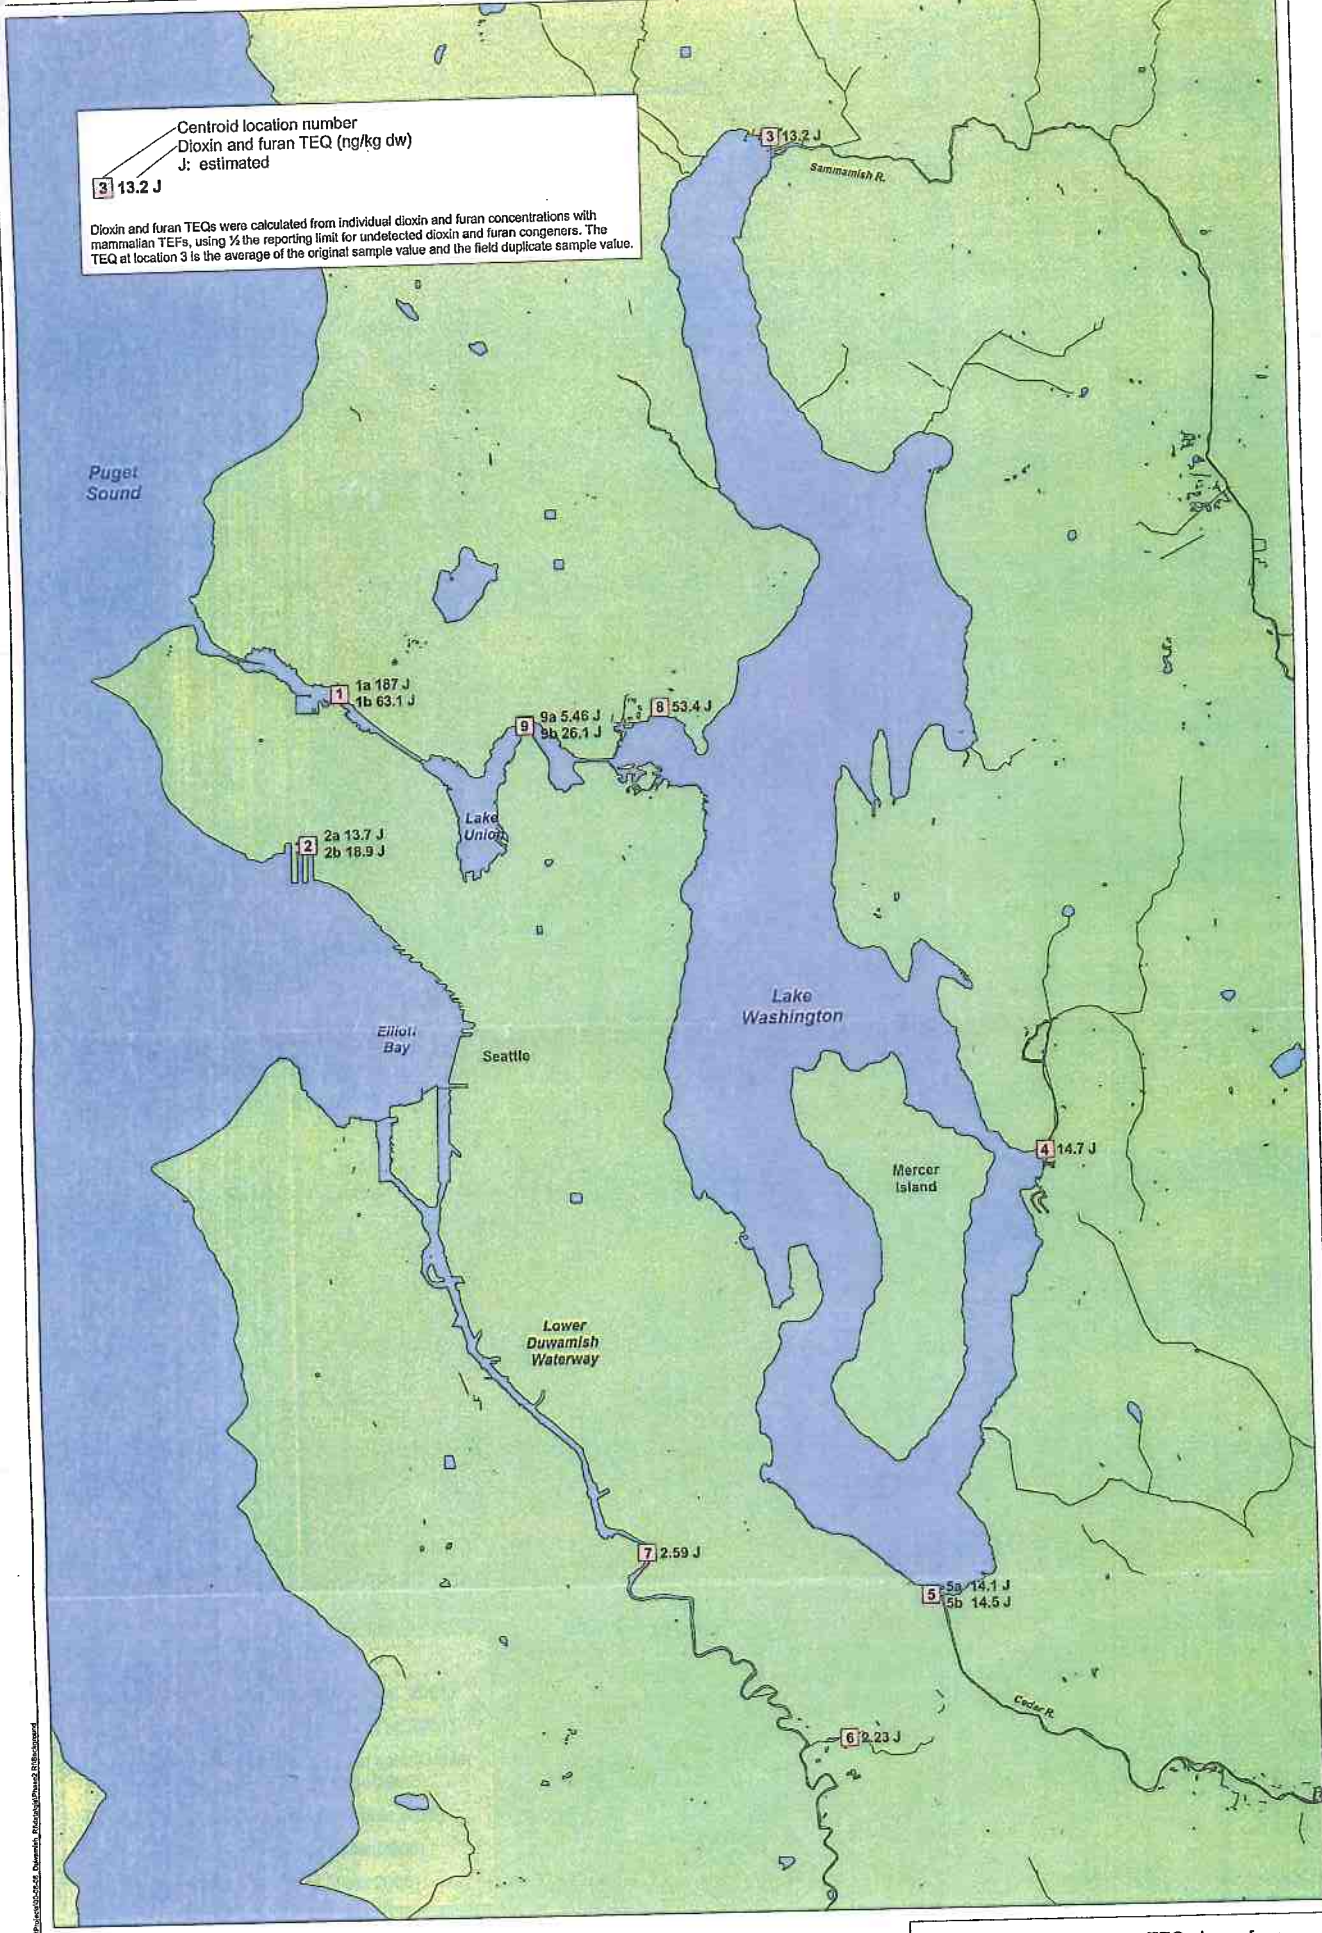 Centroid location number
Dioxin and furan TEQ (ng/kg dw)
J: estimated
3 13.2 J
Dioxin and furan TEQs were calculated from individual dioxin and furan concentrations with
mammalian TEFs, using ½ the reporting limit for undetected dioxin and furan congeners. The
TEQ at location 3 is the average of the original sample value and the field duplicate sample value.
3 13.2 J
Sammamish R.
Puget
Sound
1 1a 187 J
1b 63.1 J
9 9a 5.46 J
9b 26.1 J
8 53.4 J
Lake
Union
2 2a 13.7 J
2b 18.9 J
Lake
Washington
Elliott
Bay
Seattle
4 14.7 J
Mercer
Island
Lower
Duwamish
Waterway
7 2.59 J
5 5a 14.1 J
5b 14.5 J
Cedar R.
6 2.23 J